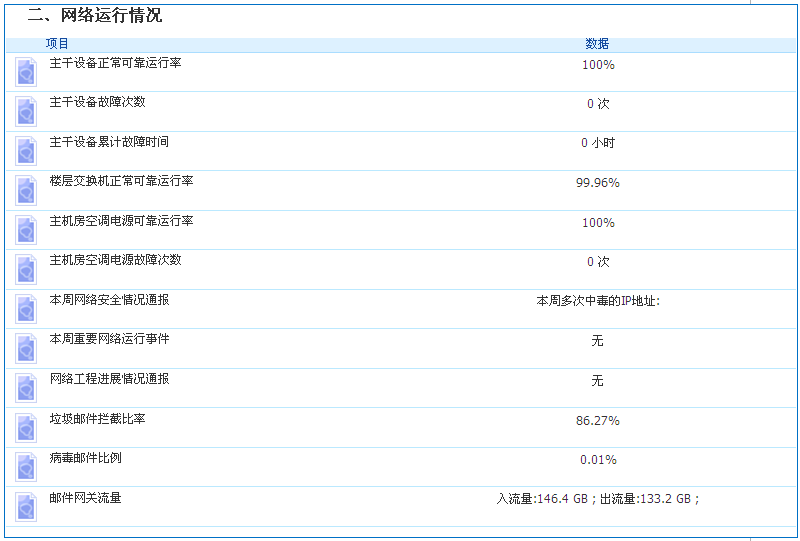 二、网络运行情况
项目 数据
主干设备正常可靠运行率 100%
主干设备故障次数 0 次
主干设备累计故障时间 0 小时
楼层交换机正常可靠运行率 99.96%
主机房空调电源可靠运行率 100%
主机房空调电源故障次数 0 次
本周网络安全情况通报 本周多次中毒的IP地址:
本周重要网络运行事件 无
网络工程进展情况通报 无
垃圾邮件拦截比率 86.27%
病毒邮件比例 0.01%
邮件网关流量 入流量:146.4 GB ; 出流量:133.2 GB ;